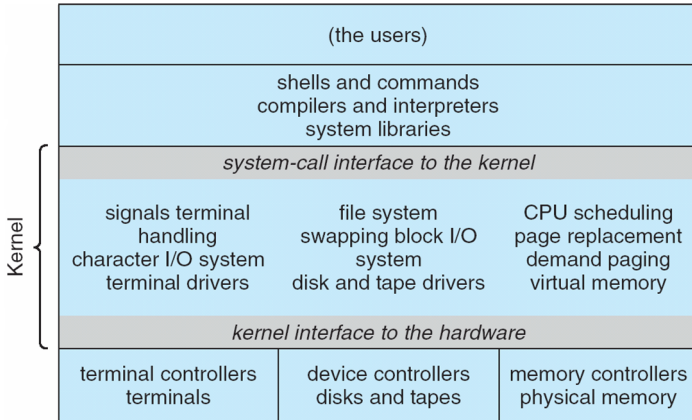 (the users)
shells and commands
compilers and interpreters
system libraries
system-call interface to the kernel
Kernel
signals terminal
handling
character I/O system
terminal drivers
file system
swapping block I/O
system
disk and tape drivers
CPU scheduling
page replacement
demand paging
virtual memory
kernel interface to the hardware
terminal controllers
terminals
device controllers
disks and tapes
memory controllers
physical memory